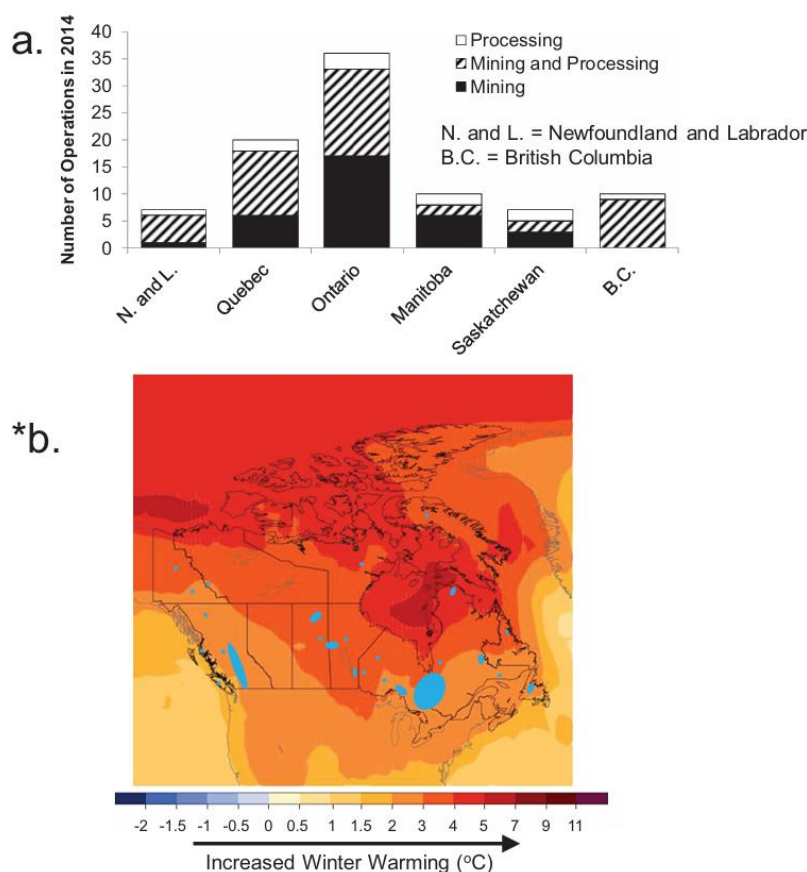 a.
Number of Operations in 2014
40
35
30
25
20
15
10
5
0
Processing
Mining and Processing
Mining
N. and L. = Newfoundland and Labrador
B.C. = British Columbia
N. and L.
Quebec
Ontario
Manitoba
Saskatchewan
B.C.
*b.
-2 -1.5 -1 -0.5 0 0.5 1 1.5 2 3 4 5 7 9 11
Increased Winter Warming (ºC)